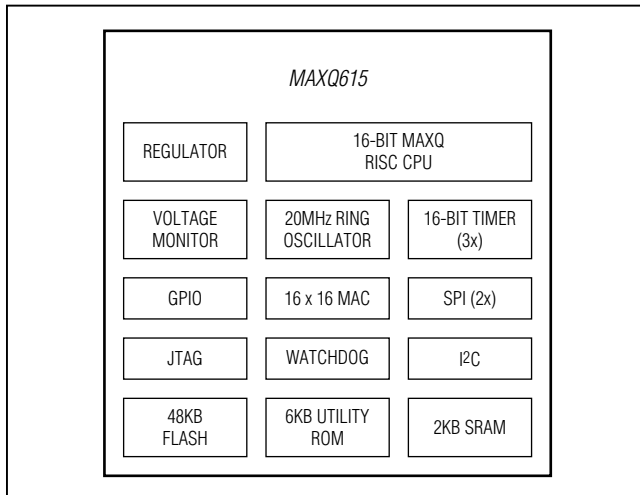 MAXQ615
REGULATOR
16-BIT MAXQ
RISC CPU
VOLTAGE
MONITOR
20MHz RING
OSCILLATOR
16-BIT TIMER
(3x)
GPIO
16 x 16 MAC
SPI (2x)
JTAG
WATCHDOG
I2C
48KB
FLASH
6KB UTILITY
ROM
2KB SRAM